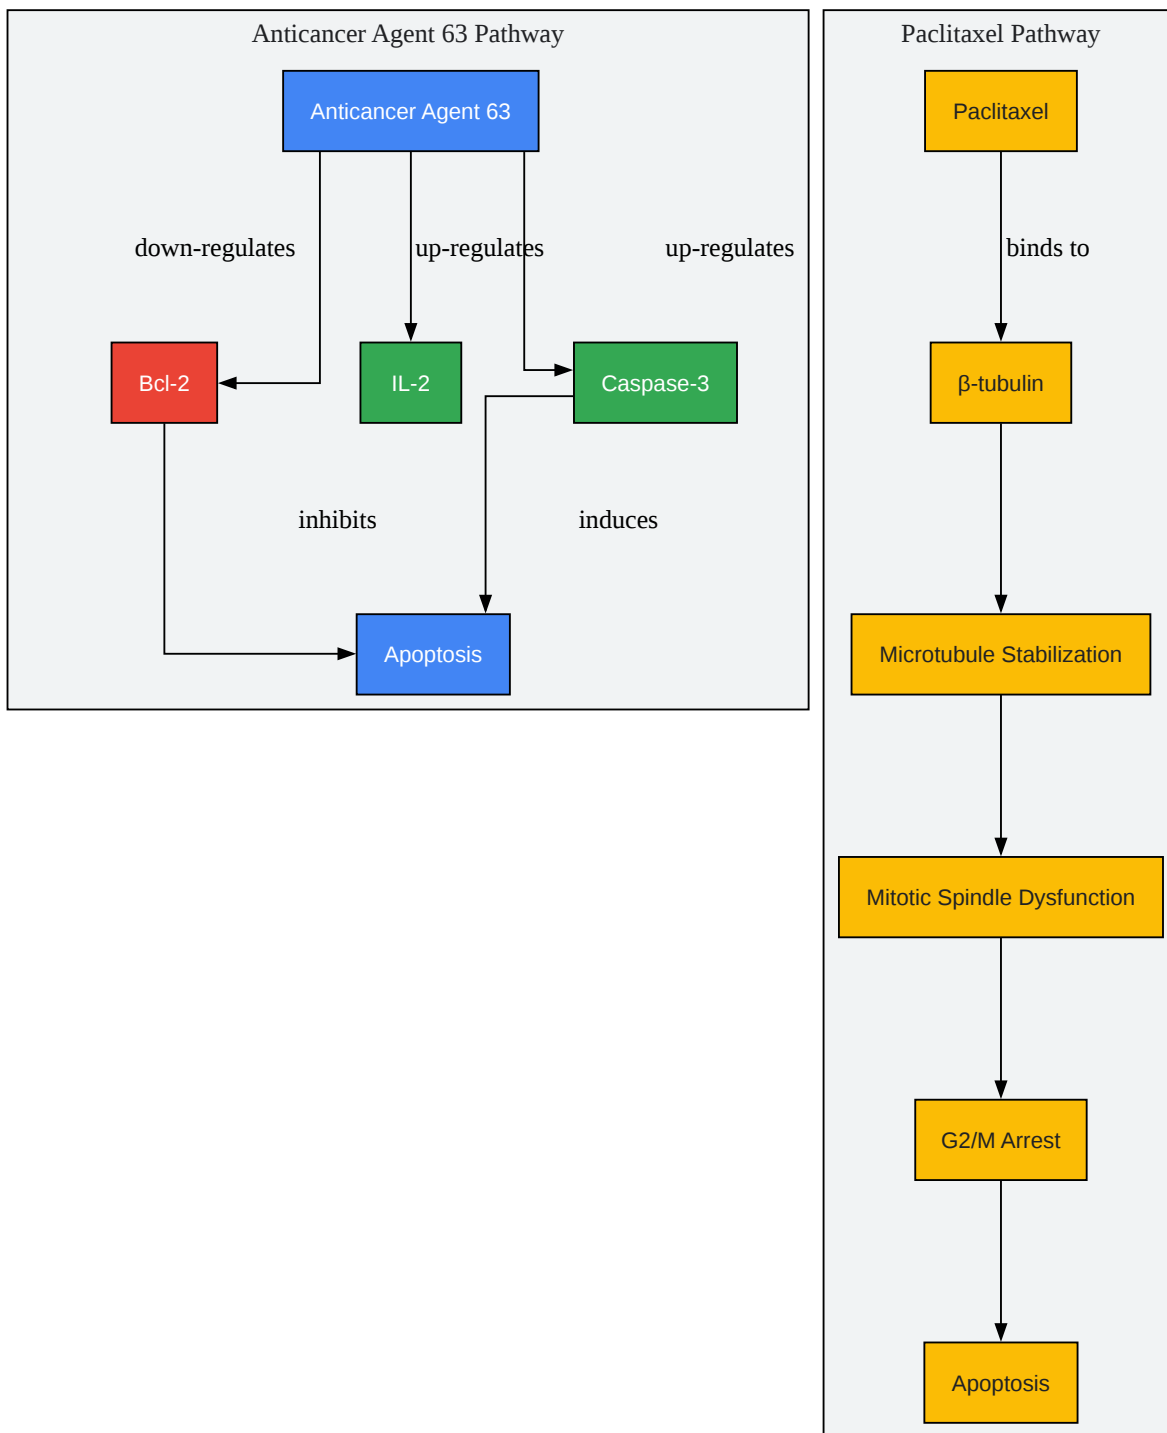 Anticancer Agent 63 Pathway
Anticancer Agent 63
down-regulates
up-regulates
up-regulates
Bcl-2
IL-2
Caspase-3
inhibits
induces
Apoptosis
Paclitaxel Pathway
Paclitaxel
binds to
β-tubulin
Microtubule Stabilization
Mitotic Spindle Dysfunction
G2/M Arrest
Apoptosis